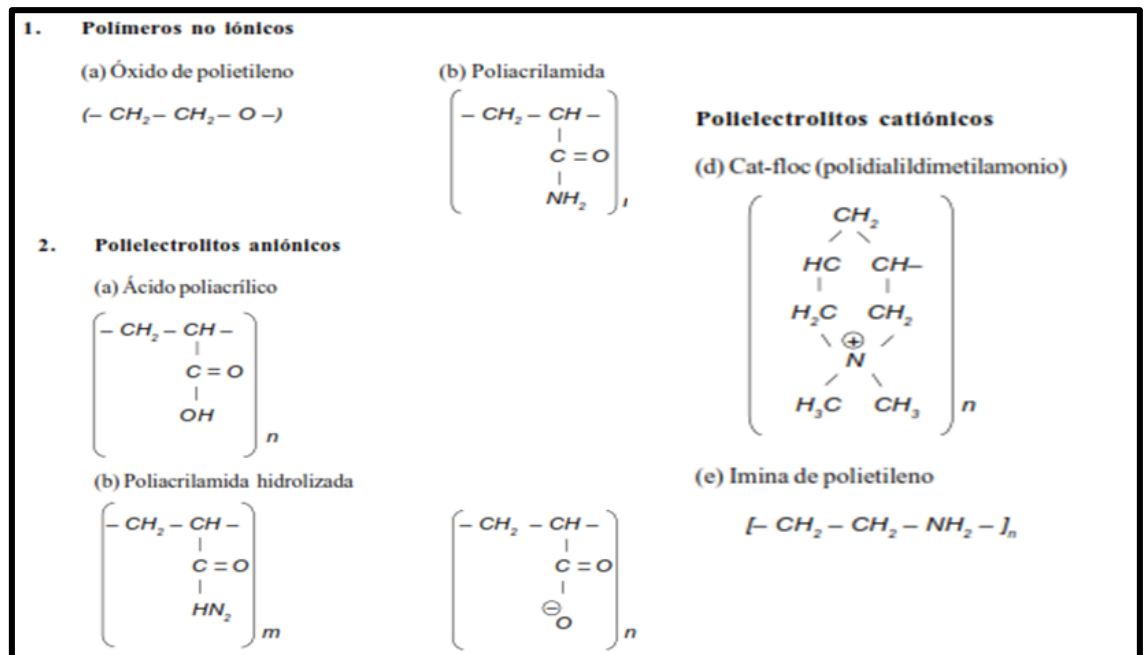 1. Polímeros no iónicos
(a) Óxido de polietileno
(– CH₂ – CH₂ – O –)
(b) Poliacrilamida
– CH₂ – CH –
C = O
NH₂
2. Polielectrolitos aniónicos
(a) Ácido poliacrílico
– CH₂ – CH –
C = O
OH
n
(b) Poliacrilamida hidrolizada
– CH₂ – CH –
C = O
HN₂
m
– CH₂ – CH –
C = O
⊖O
n
Polielectrolitos catiónicos
(d) Cat-floc (polidialildimetilamonio)
CH₂
HC CH–
H₂C CH₂
⊕
N
H₃C CH₃
n
(e) Imina de polietileno
[– CH₂ – CH₂ – NH₂ – ]ₙ